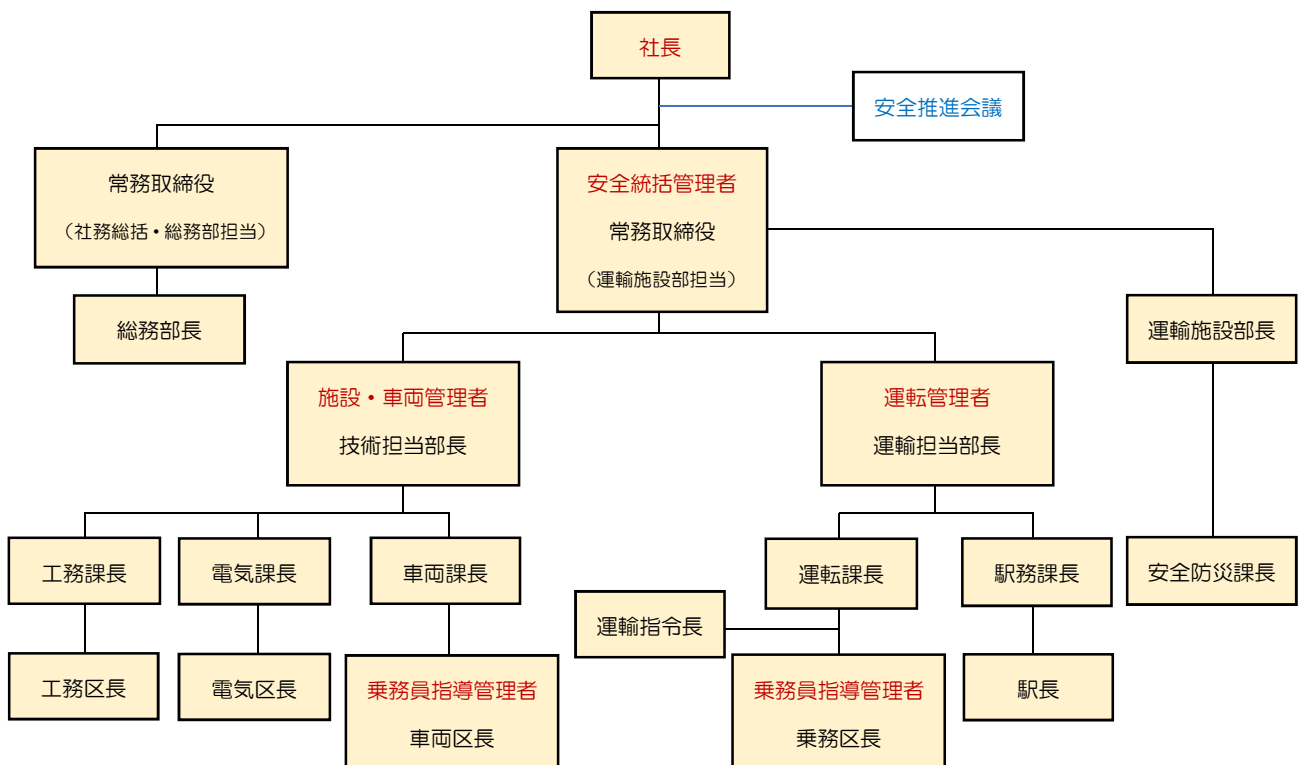 社長
安全推進会議
常務取締役
（社務総括・総務部担当）
安全統括管理者
常務取締役
（運輸施設部担当）
総務部長
運輸施設部長
施設・車両管理者
技術担当部長
運転管理者
運輸担当部長
工務課長
電気課長
車両課長
運転課長
駅務課長
安全防災課長
運輸指令長
工務区長
電気区長
乗務員指導管理者
車両区長
乗務員指導管理者
乗務区長
駅長